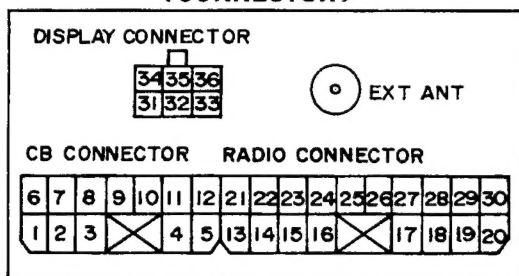 DISPLAY CONNECTOR
34 35 36
31 32 33
EXT ANT
CB CONNECTOR RADIO CONNECTOR
6 7 8 9 10 11 12 21 22 23 24 25 26 27 28 29 30
1 2 3 4 5 13 14 15 16 17 18 19 20